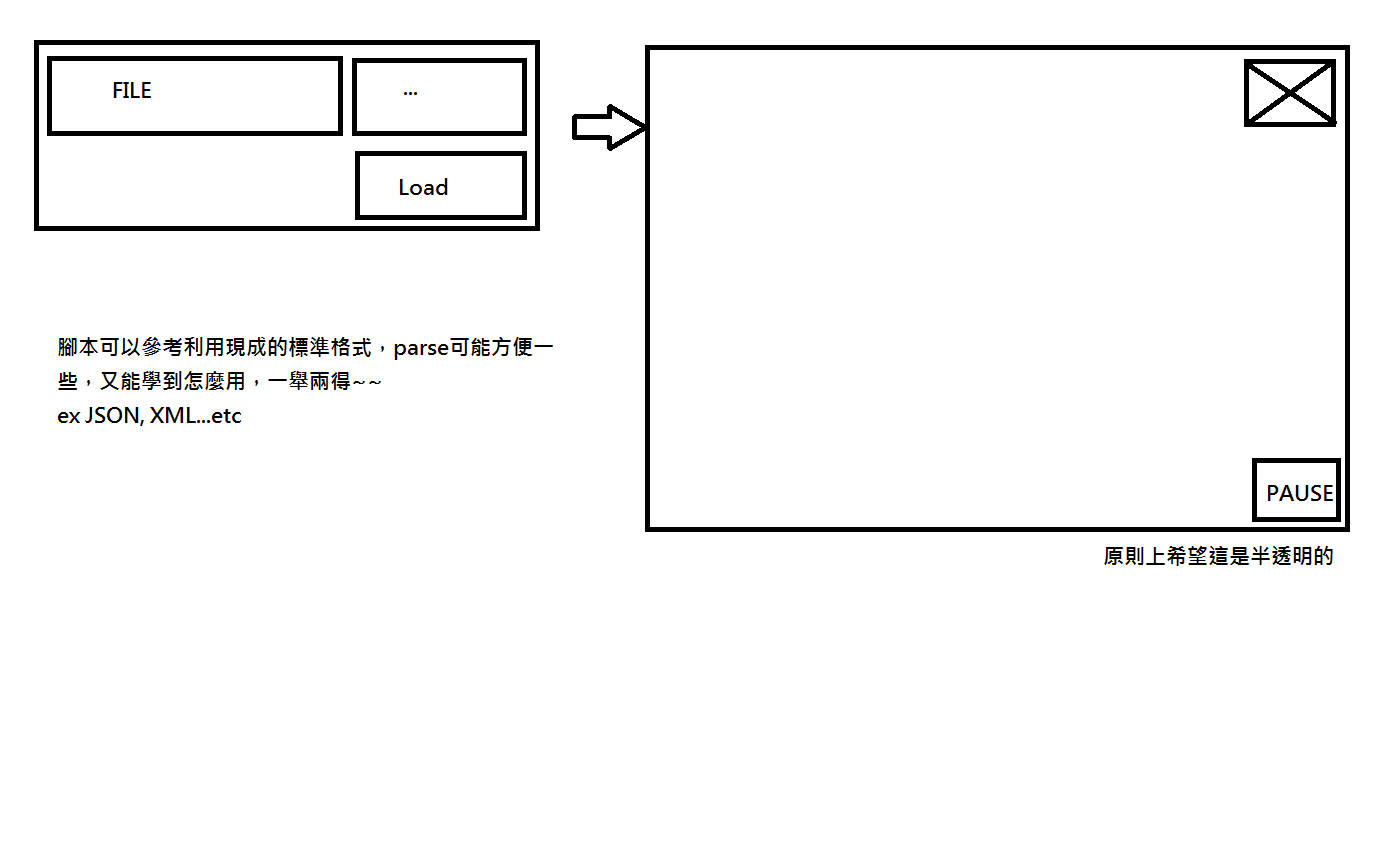 FILE
...
Load
腳本可以參考利用現成的標準格式，parse可能方便一
些，又能學到怎麼用，一舉兩得~~
ex JSON, XML...etc
PAUSE
原則上希望這是半透明的